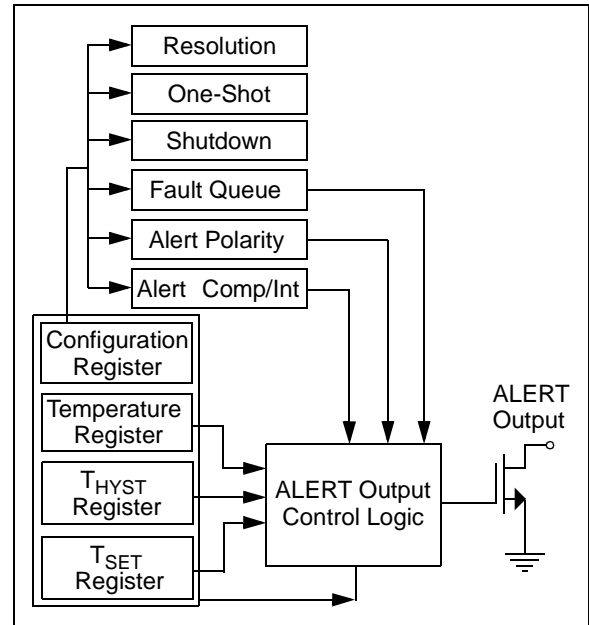 Resolution
One-Shot
Shutdown
Fault Queue
Alert Polarity
Alert Comp/Int
Configuration
Register
Temperature
Register
THYST
Register
TSET
Register
ALERT Output
Control Logic
ALERT
Output